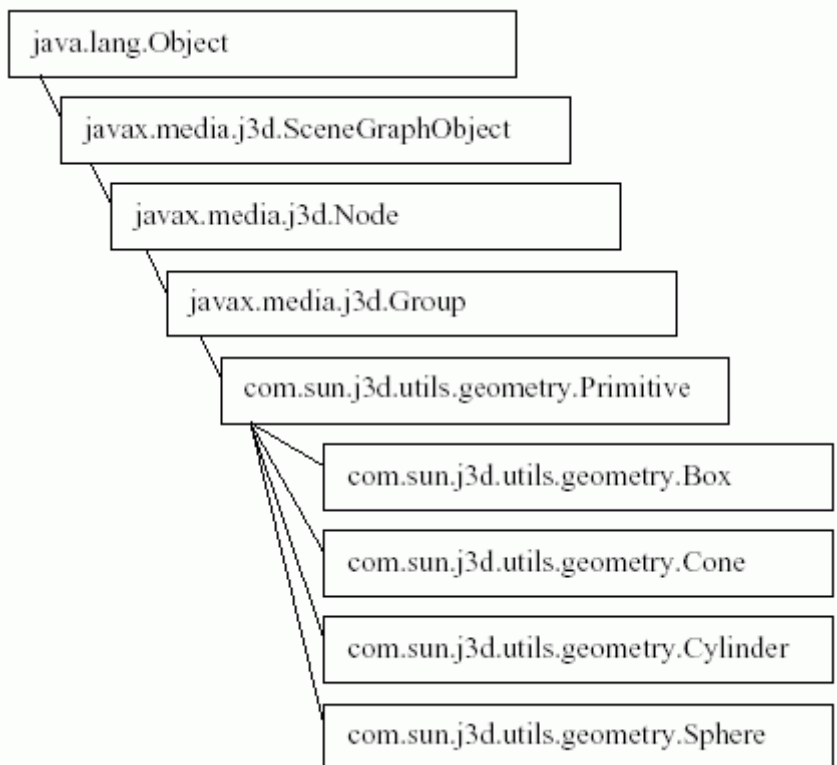 java.lang.Object
javax.media.j3d.SceneGraphObject
javax.media.j3d.Node
javax.media.j3d.Group
com.sun.j3d.utils.geometry.Primitive
com.sun.j3d.utils.geometry.Box
com.sun.j3d.utils.geometry.Cone
com.sun.j3d.utils.geometry.Cylinder
com.sun.j3d.utils.geometry.Sphere